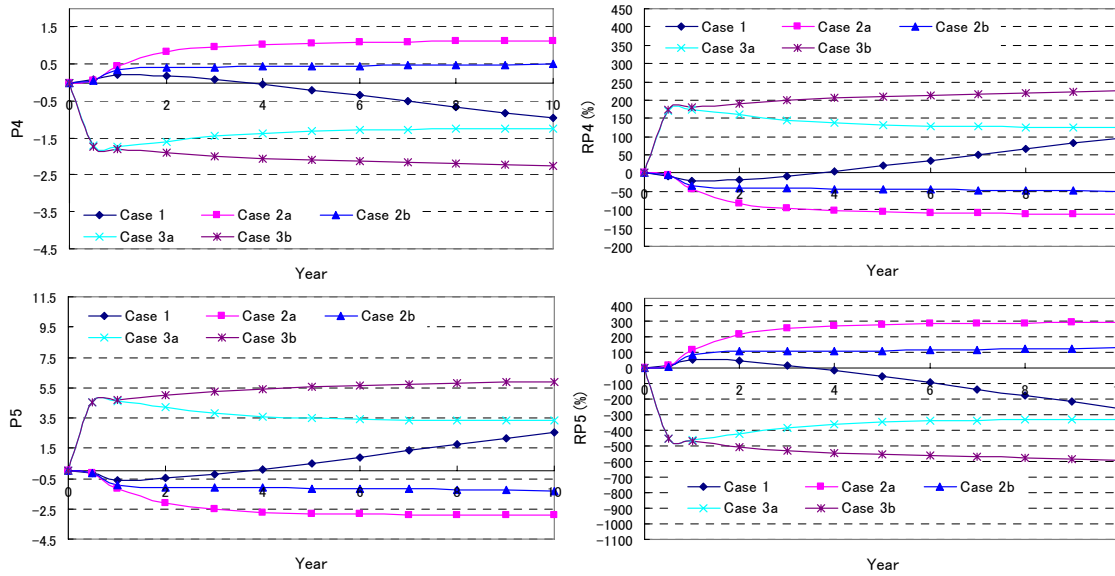 1.5
0.5
-0.5
-1.5
-2.5
-3.5
-4.5
P4
0 2 4 6 8 10
Case 1 Case 2a Case 2b
Case 3a Case 3b
Year
450
400
350
300
250
200
150
100
50
0
-50
-100
-150
-200
RP4 (%)
0 2 4 6 8
Case 1 Case 2a Case 2b
Case 3a Case 3b
Year
11.5
9.5
7.5
5.5
3.5
1.5
-0.5
-2.5
-4.5
P5
0 2 4 6 8 10
Case 1 Case 2a Case 2b
Case 3a Case 3b
Year
400
300
200
100
0
-100
-200
-300
-400
-500
-600
-700
-800
-900
-1000
-1100
RP5 (%)
0 2 4 6 8
Case 1 Case 2a Case 2b
Case 3a Case 3b
Year